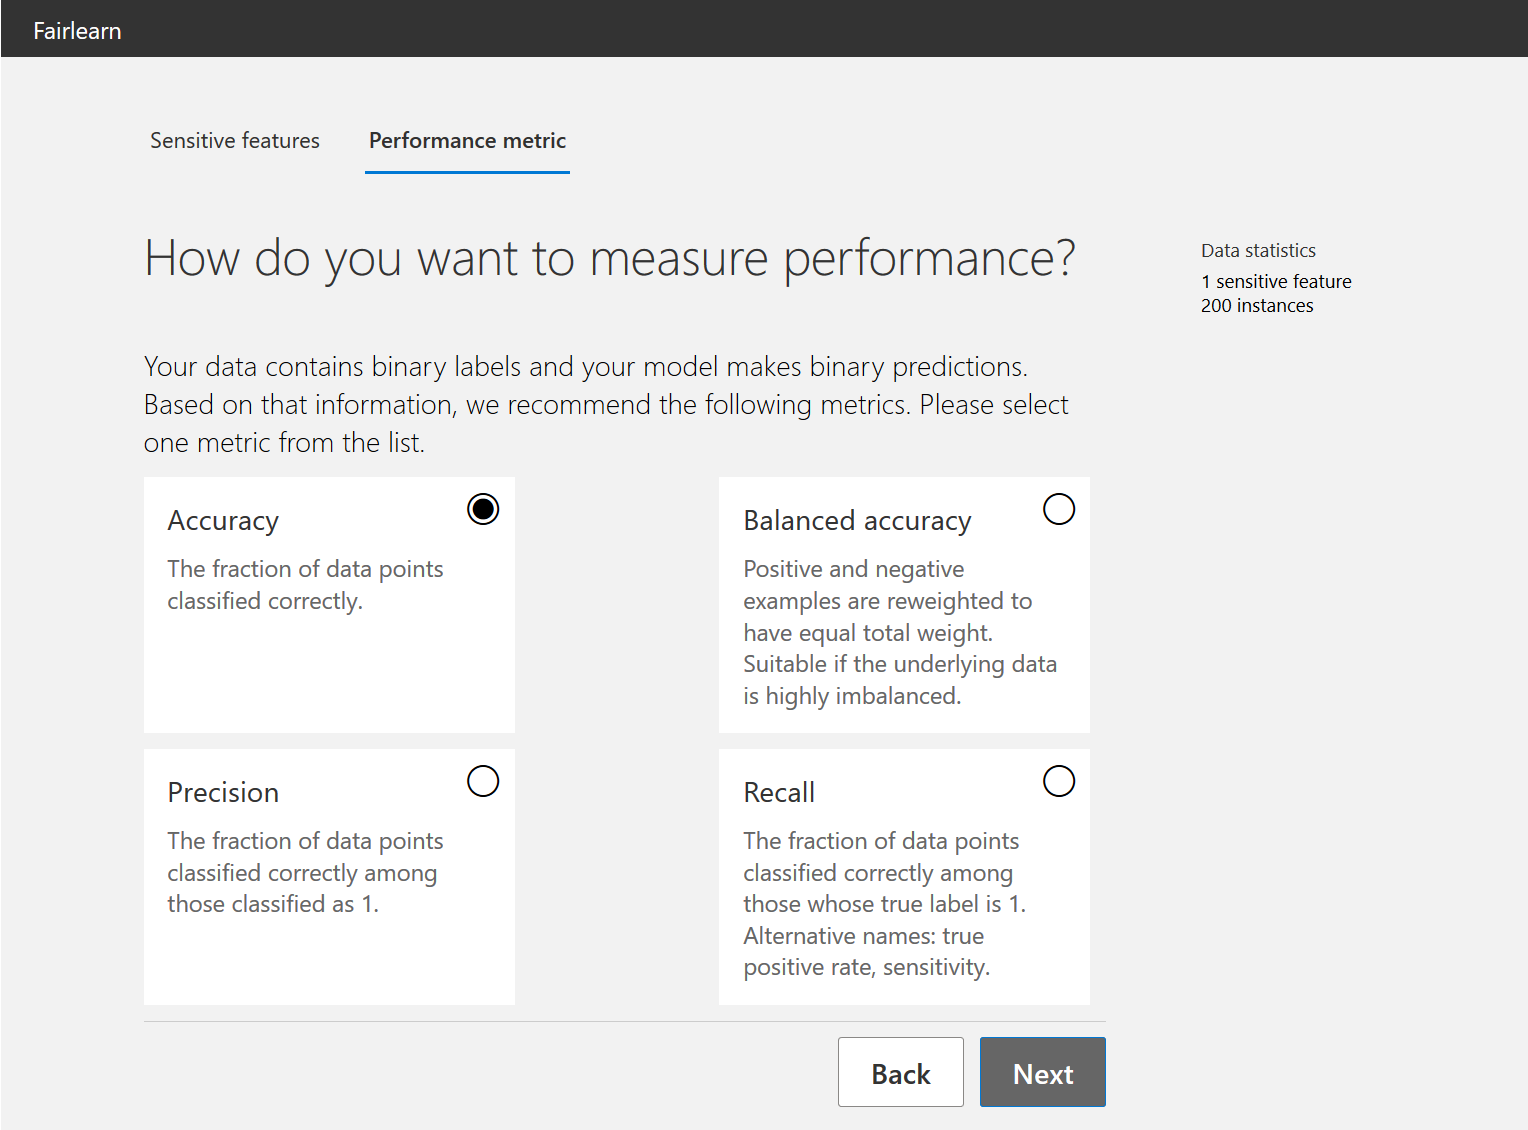 Fairlearn
Sensitive features
Performance metric
How do you want to measure performance?
Data statistics
1 sensitive feature
200 instances
Your data contains binary labels and your model makes binary predictions.
Based on that information, we recommend the following metrics. Please select
one metric from the list.
Accuracy
The fraction of data points
classified correctly.
Balanced accuracy
Positive and negative
examples are reweighted to
have equal total weight.
Suitable if the underlying data
is highly imbalanced.
Precision
The fraction of data points
classified correctly among
those classified as 1.
Recall
The fraction of data points
classified correctly among
those whose true label is 1.
Alternative names: true
positive rate, sensitivity.
Back
Next